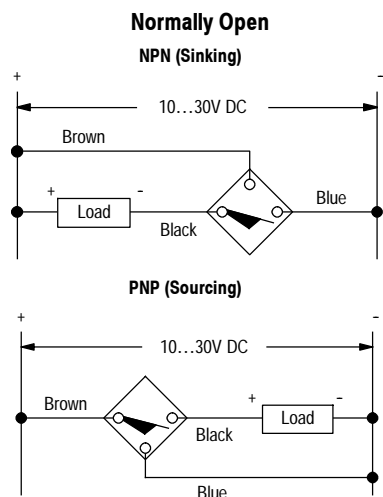 Normally Open
NPN (Sinking)
+ –
10...30V DC
Brown
+ -
Load
Blue
Black
PNP (Sourcing)
+ –
10...30V DC
Brown
+ -
Load
Black
Blue